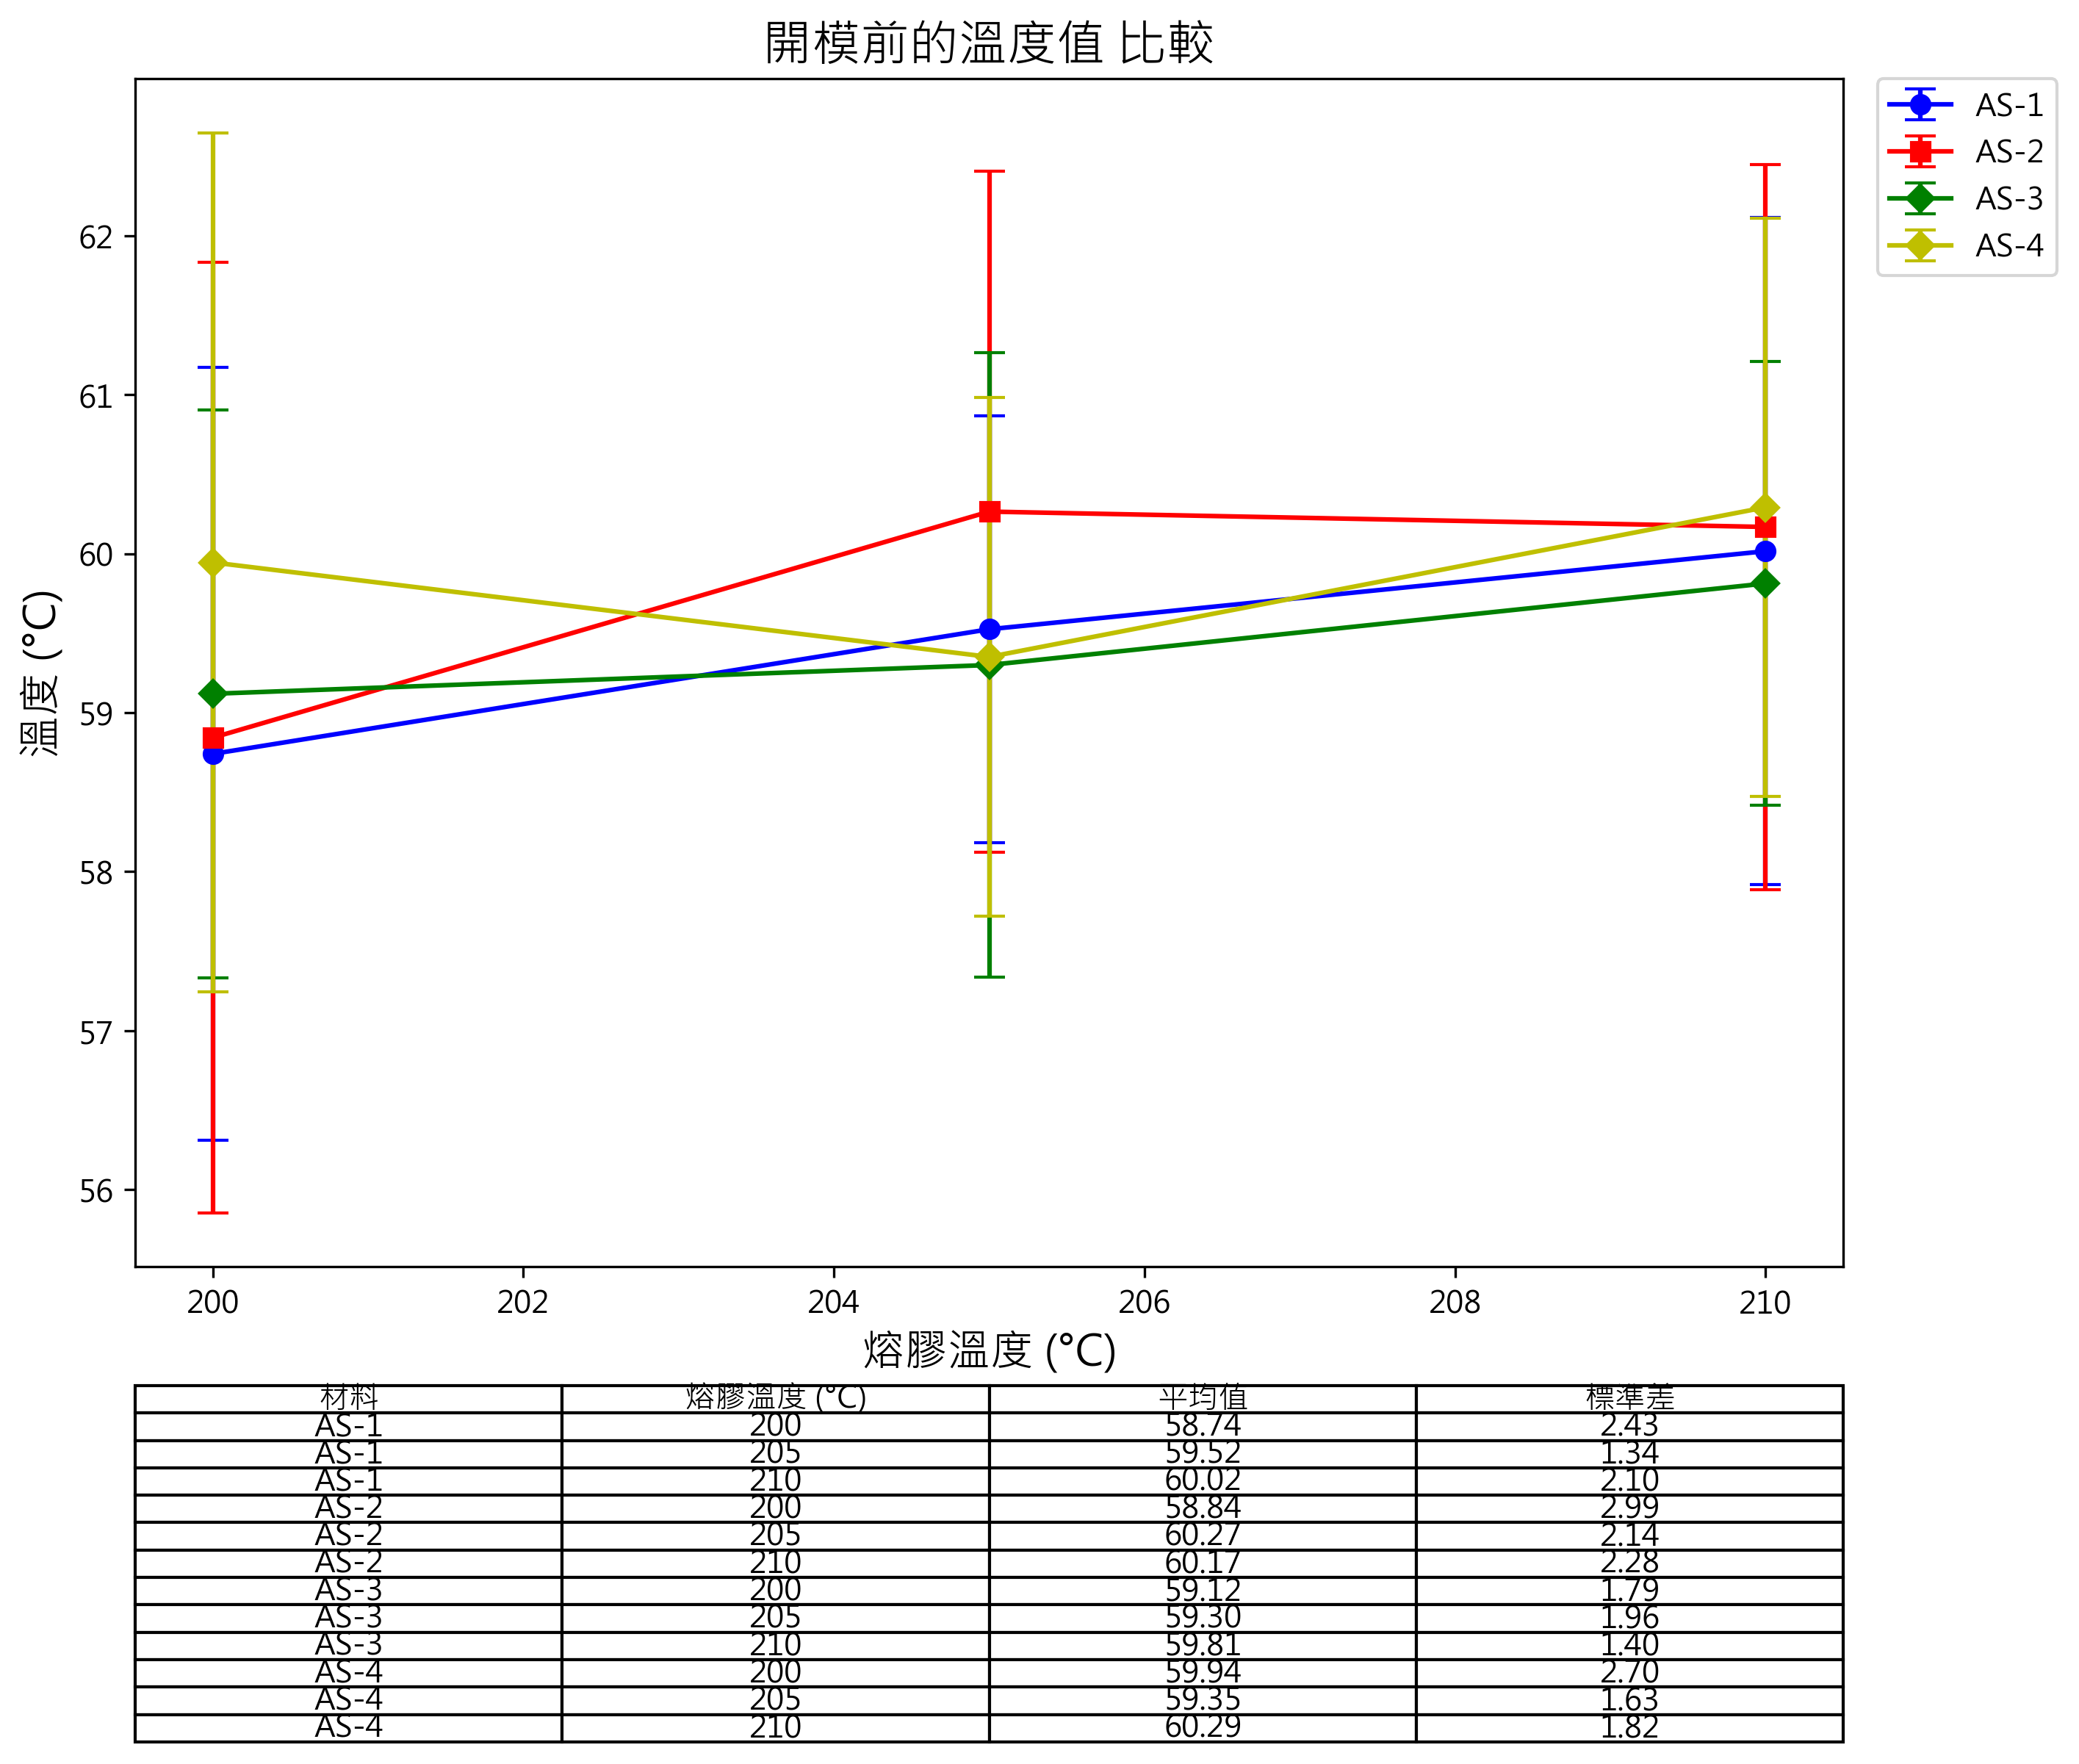 開模前的溫度值 比較
AS-1
AS-2
AS-3
AS-4
溫度 (°C)
62
61
60
59
58
57
56
200 202 204 206 208 210
熔膠溫度 (°C)
材料 熔膠溫度 (°C) 平均值 標準差
AS-1 200 58.74 2.43
AS-1 205 59.52 1.34
AS-1 210 60.02 2.10
AS-2 200 58.84 2.99
AS-2 205 60.27 2.14
AS-2 210 60.17 2.28
AS-3 200 59.12 1.79
AS-3 205 59.30 1.96
AS-3 210 59.81 1.40
AS-4 200 59.94 2.70
AS-4 205 59.35 1.63
AS-4 210 60.29 1.82